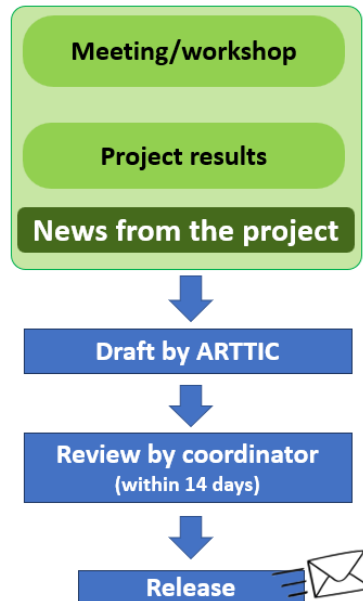 Meeting/workshop
Project results
News from the project
Draft by ARTTIC
Review by coordinator
(within 14 days)
Release